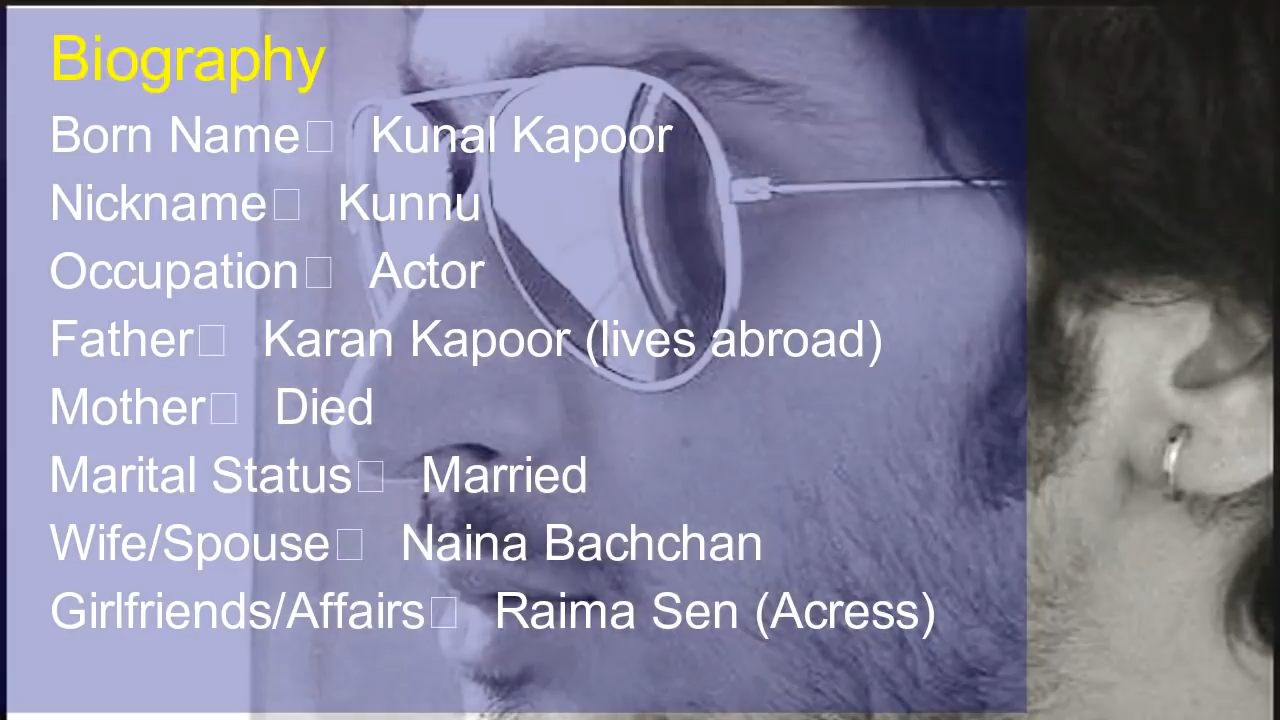 Biography
Born Name□ Kunal Kapoor
Nickname□ Kunnu
Occupation□ Actor
Father□ Karan Kapoor (lives abroad)
Mother□ Died
Marital Status□ Married
Wife/Spouse□ Naina Bachchan
Girlfriends/Affairs□ Raima Sen (Acress)